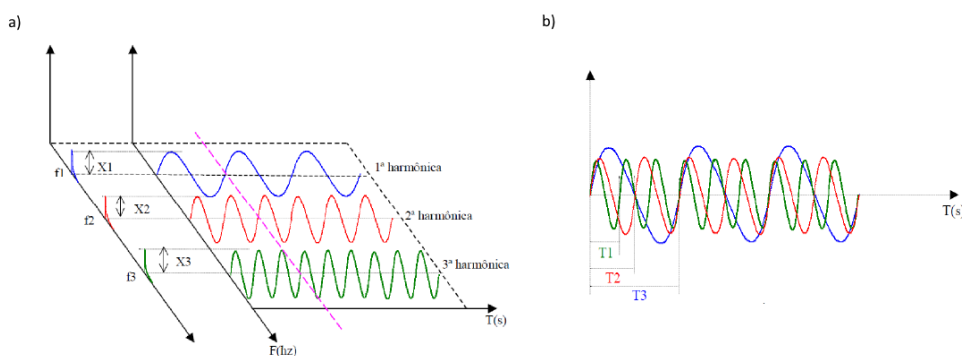 a)
b)
X1
f1
1ª harmônica
X2
f2
2ª harmônica
X3
f3
3ª harmônica
T(s)
F(hz)
T(s)
T1
T2
T3